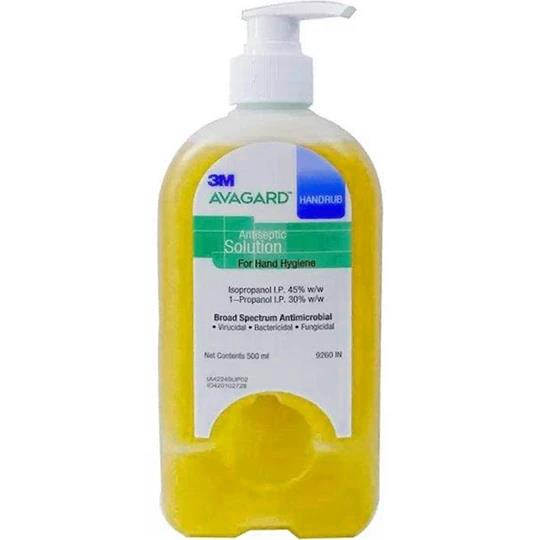 3M
AVAGARD™ HANDRUB
Antiseptic
Solution
For Hand Hygiene
Isopropanol I.P. 45% w/w
1-Propanol I.P. 30% w/w
Broad Spectrum Antimicrobial
• Virucidal • Bactericidal • Fungicidal
Net Contents 500 ml 9260 IN